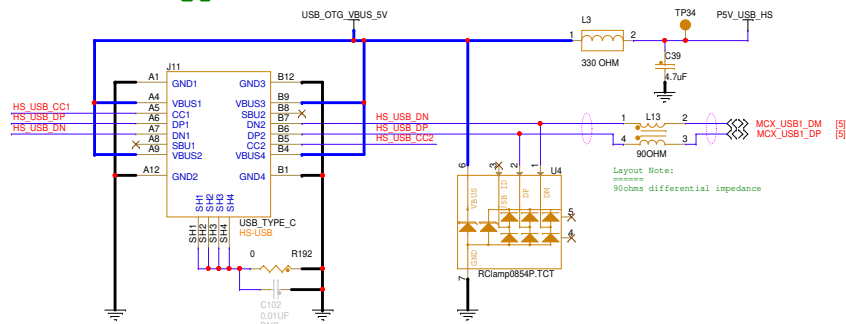 USB_OTG_VBUS_5V
L3
TP34
P5V_USB_HS
1
2
330 OHM
C39
4.7uF
J11
A1
GND1
GND3
B12
A4
VBUS1
VBUS3
B9
HS_USB_CC1
A5
CC1
SBU2
B8
HS_USB_DP
A6
DP1
DN2
B7
HS_USB_DN
HS_USB_DN
A7
DN1
DP2
B6
HS_USB_DP
A8
SBU1
CC2
B5
HS_USB_CC2
A9
VBUS2
VBUS4
B4
A12
GND2
GND4
B1
SH1
SH2
SH3
SH4
SH1
SH2
SH3
SH4
USB_TYPE_C
HS-USB
0
R192
C102
0.01UF
1
L13
2
MCX_USB1_DM [5]
4
3
MCX_USB1_DP [5]
90OHM
Layout Note:
======
90ohms differential impedance
6
3
2
1
U4
VBUS
USB ID
DP
DM
5
4
GND
7
RClamp0854P.TCT